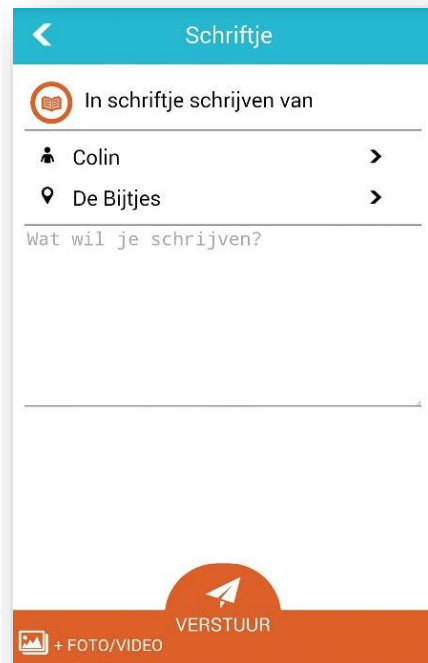 Schriftje
In schriftje schrijven van
Colin
De Bijtjes
Wat wil je schrijven?
VERSTUUR
+ FOTO/VIDEO